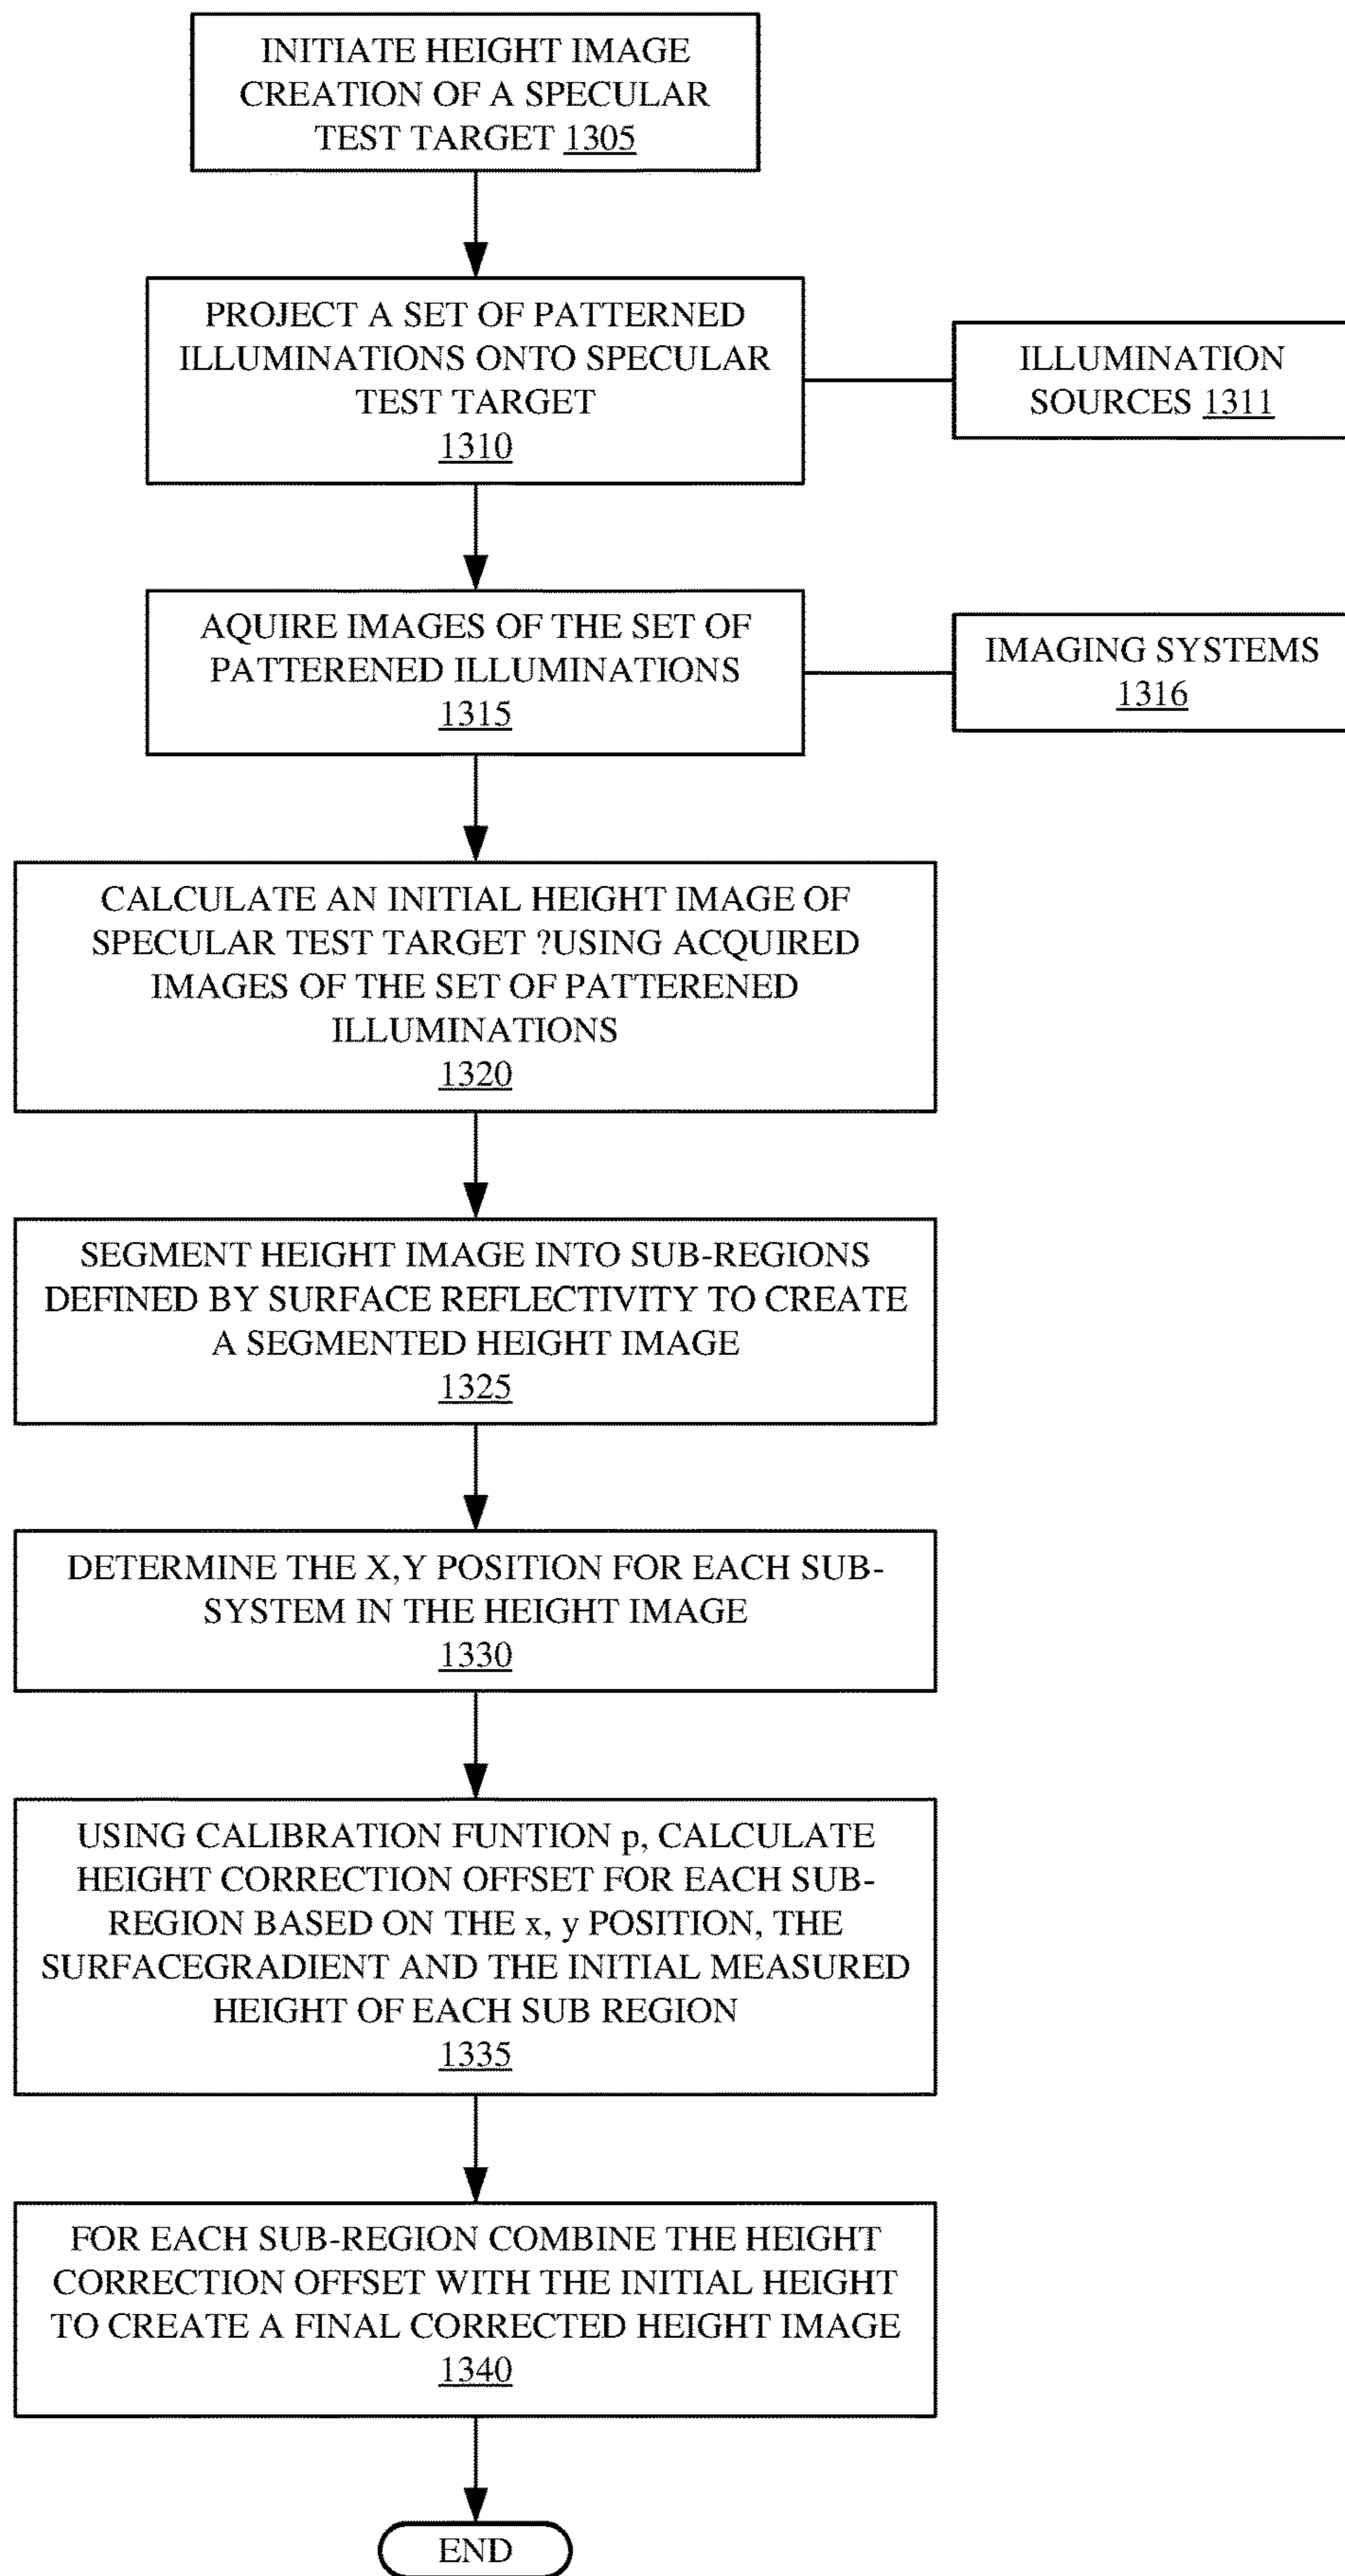 INITIATE HEIGHT IMAGE
CREATION OF A SPECULAR
TEST TARGET 1305
PROJECT A SET OF PATTERNED
ILLUMINATIONS ONTO SPECULAR
TEST TARGET
1310
ILLUMINATION
SOURCES 1311
AQUIRE IMAGES OF THE SET OF
PATTERENED ILLUMINATIONS
1315
IMAGING SYSTEMS
1316
CALCULATE AN INITIAL HEIGHT IMAGE OF
SPECULAR TEST TARGET ?USING ACQUIRED
IMAGES OF THE SET OF PATTERENED
ILLUMINATIONS
1320
SEGMENT HEIGHT IMAGE INTO SUB-REGIONS
DEFINED BY SURFACE REFLECTIVITY TO CREATE
A SEGMENTED HEIGHT IMAGE
1325
DETERMINE THE X,Y POSITION FOR EACH SUB-
SYSTEM IN THE HEIGHT IMAGE
1330
USING CALIBRATION FUNTION p, CALCULATE
HEIGHT CORRECTION OFFSET FOR EACH SUB-
REGION BASED ON THE x, y POSITION, THE
SURFACEGRADIENT AND THE INITIAL MEASURED
HEIGHT OF EACH SUB REGION
1335
FOR EACH SUB-REGION COMBINE THE HEIGHT
CORRECTION OFFSET WITH THE INITIAL HEIGHT
TO CREATE A FINAL CORRECTED HEIGHT IMAGE
1340
END